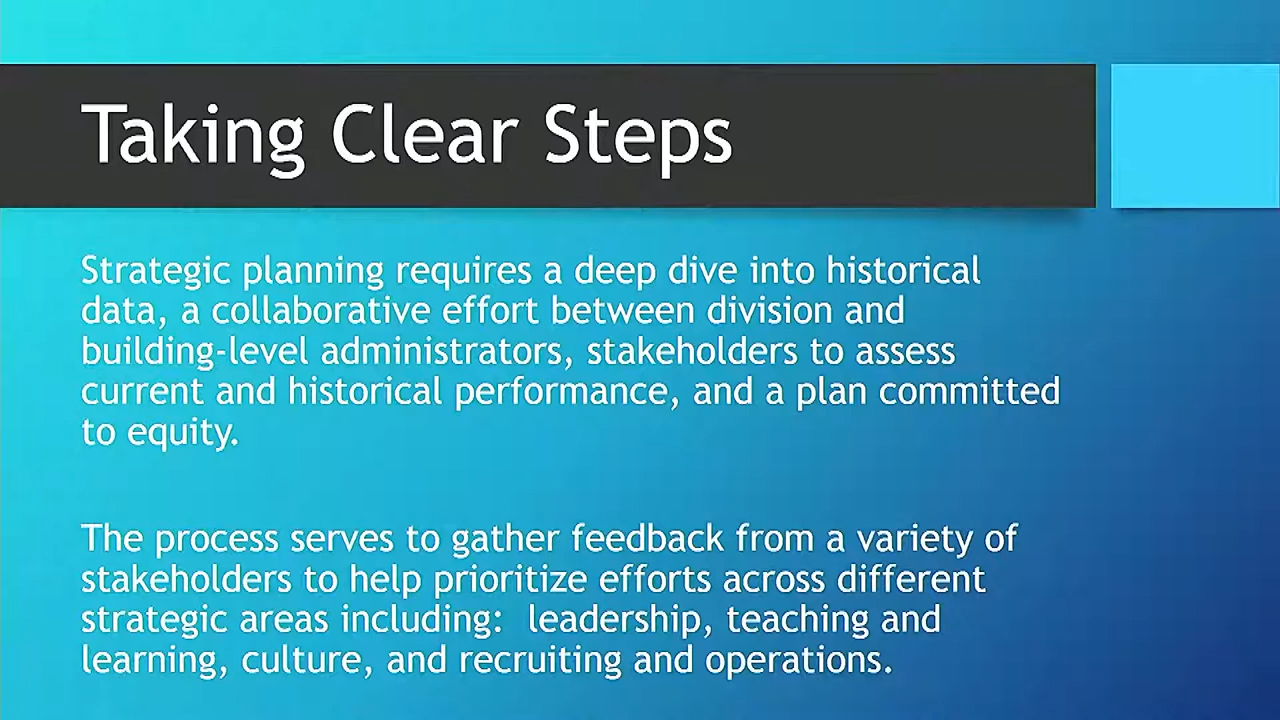 Taking Clear Steps
Strategic planning requires a deep dive into historical
data, a collaborative effort between division and
building-level administrators, stakeholders to assess
current and historical performance, and a plan committed
to equity.
The process serves to gather feedback from a variety of
stakeholders to help prioritize efforts across different
strategic areas including:  leadership, teaching and
learning, culture, and recruiting and operations.